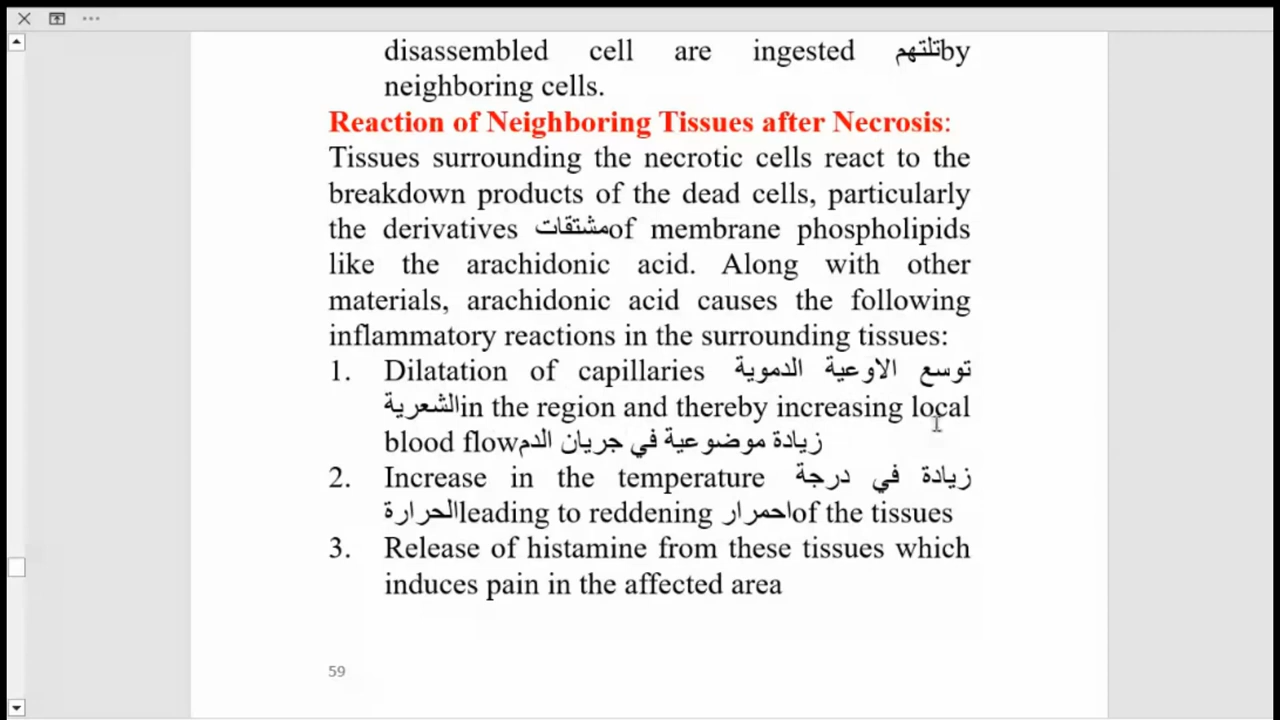 disassembled cell are ingested تلتهمby
neighboring cells.
Reaction of Neighboring Tissues after Necrosis:
Tissues surrounding the necrotic cells react to the
breakdown products of the dead cells, particularly
the derivatives مشتقاتof membrane phospholipids
like the arachidonic acid. Along with other
materials, arachidonic acid causes the following
inflammatory reactions in the surrounding tissues:
1. Dilatation of capillaries توسع الاوعية الدموية
الشعريةin the region and thereby increasing local
blood flowزيادة موضوعية في جريان الدم
2. Increase in the temperature زيادة في درجة
الحرارةleading to reddening احمرارof the tissues
3. Release of histamine from these tissues which
induces pain in the affected area
59